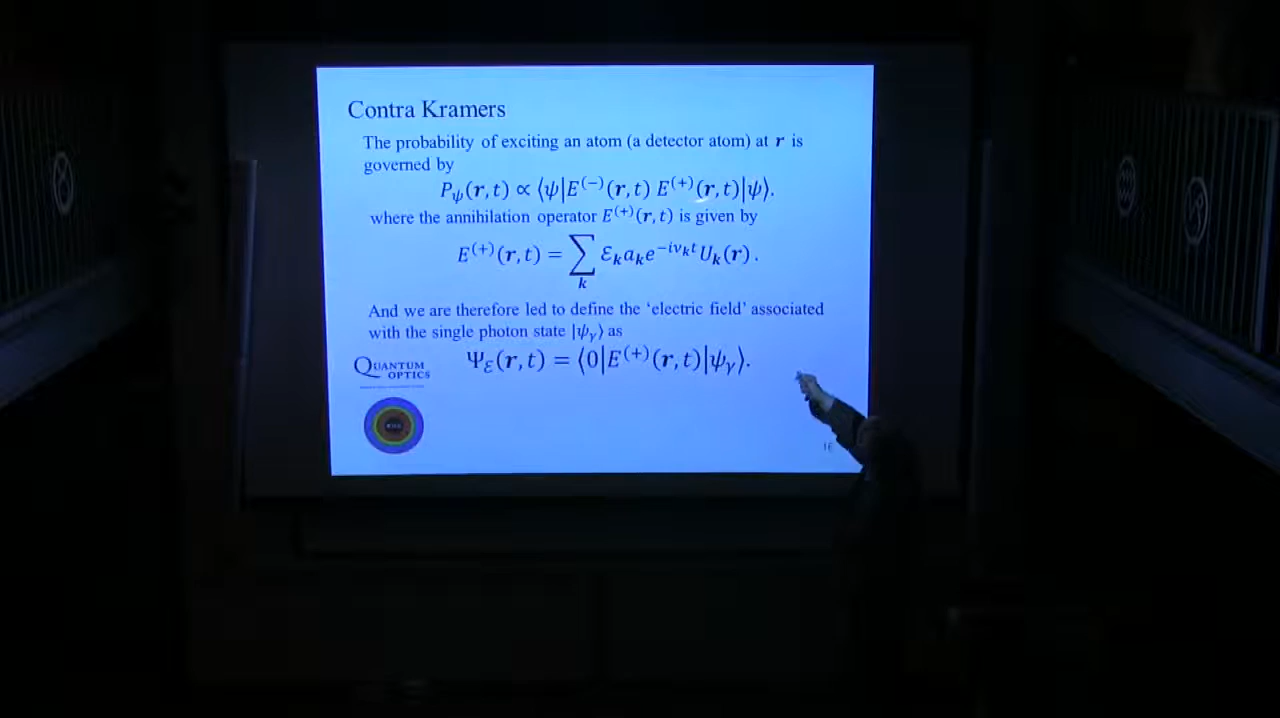 Contra Kramers
The probability of exciting an atom (a detector atom) at r is
governed by
P_ψ(r, t) ∝ ⟨ψ|E^(−)(r, t) E^(+)(r, t)|ψ⟩.
where the annihilation operator E^(+)(r, t) is given by
E^(+)(r, t) = ∑_k ℰ_k a_k e^(−iν_k t) U_k(r).
And we are therefore led to define the ‘electric field’ associated
with the single photon state |ψ_γ⟩ as
Ψ_ℰ(r, t) = ⟨0|E^(+)(r, t)|ψ_γ⟩.
QUANTUM
OPTICS